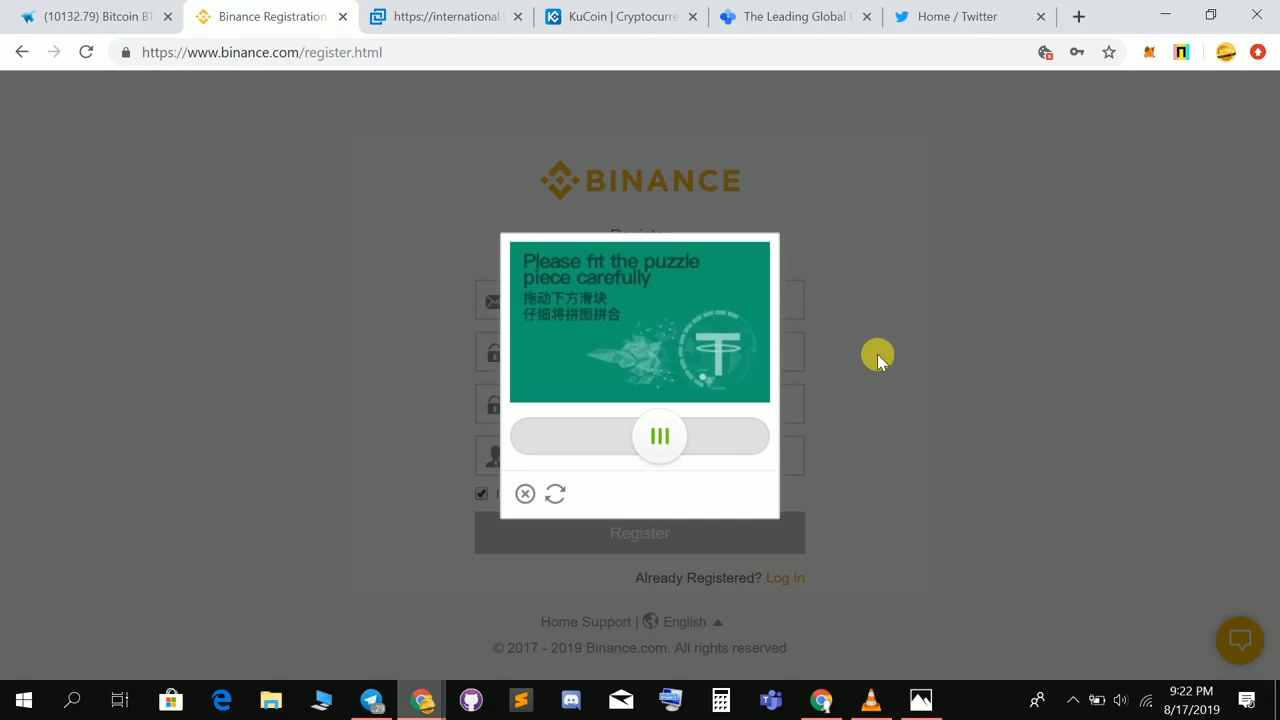 (10132.79) Bitcoin BT
Binance Registration
https://international.
KuCoin | Cryptocurre
The Leading Global
Home / Twitter
https://www.binance.com/register.html
BINANCE
Please fit the puzzle
piece carefully
拖动下方滑块
仔细将拼图拼合
Register
Already Registered? Log In
Home Support | English
© 2017 - 2019 Binance.com. All rights reserved
23
9:22 PM
8/17/2019